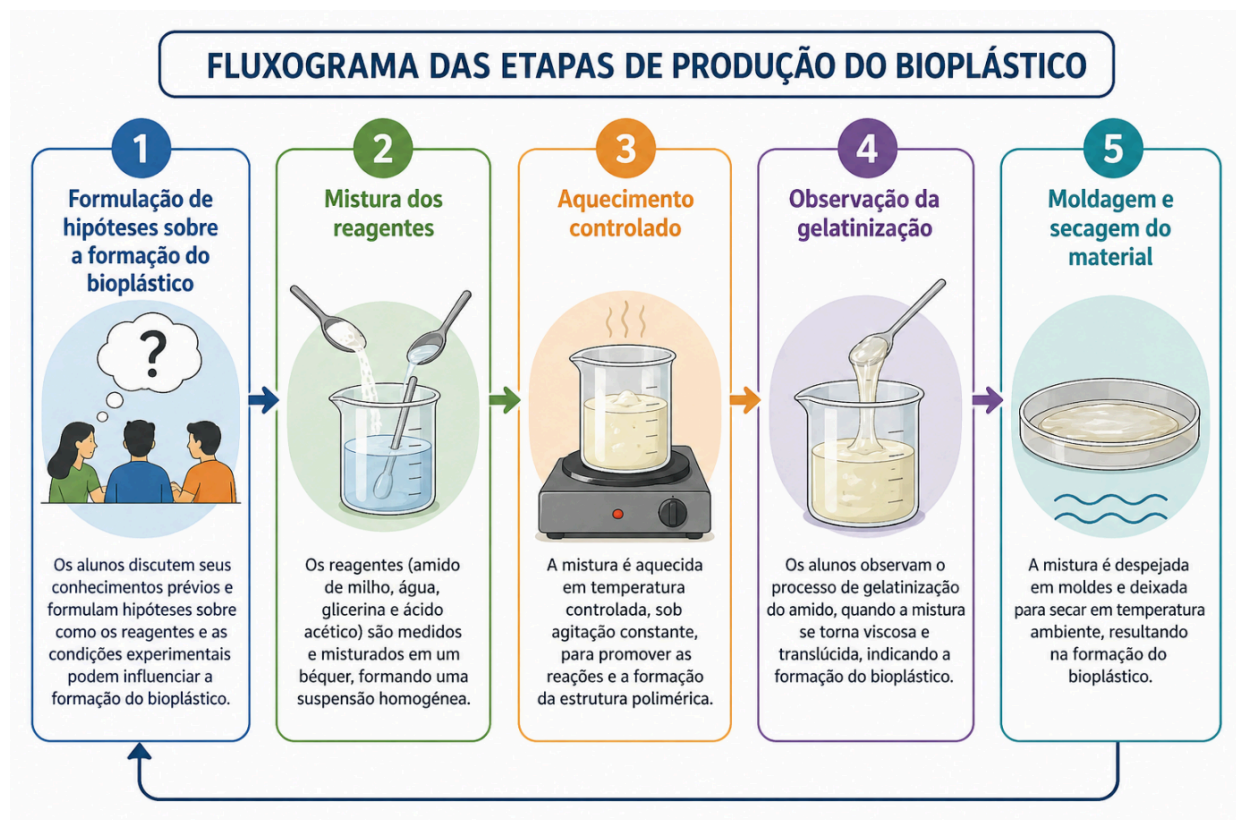 FLUXOGRAMA DAS ETAPAS DE PRODUÇÃO DO BIOPLÁSTICO
1
Formulação de
hipóteses sobre
a formação do
bioplástico
?
Os alunos discutem seus
conhecimentos prévios e
formulam hipóteses sobre
como os reagentes e as
condições experimentais
podem influenciar a
formação do bioplástico.
2
Mistura dos
reagentes
Os reagentes (amido
de milho, água,
glicerina e ácido
acético) são medidos
e misturados em um
béquer, formando uma
suspensão homogénea.
3
Aquecimento
controlado
A mistura é aquecida
em temperatura
controlada, sob
agitação constante,
para promover as
reações e a formação
da estrutura polimérica.
4
Observação da
gelatinização
Os alunos observam o
processo de gelatinização
do amido, quando a mistura
se torna viscosa e
translúcida, indicando a
formação do bioplástico.
5
Moldagem e
secagem do
material
A mistura é despejada
em moldes e deixada
para secar em temperatura
ambiente, resultando
na formação do
bioplástico.